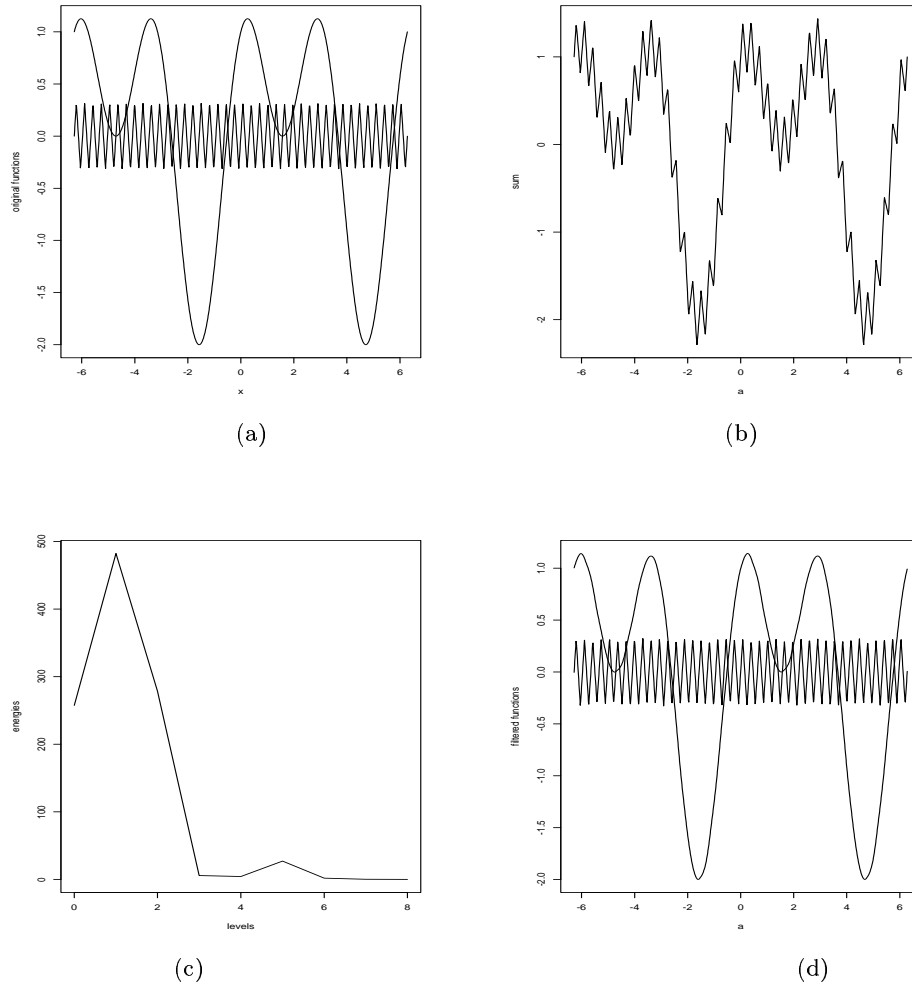 original functions
1.0
0.5
0.0
-0.5
-1.0
-1.5
-2.0
-6 -4 -2 0 2 4 6
x
(a)
sum
1
0
-1
-2
-6 -4 -2 0 2 4 6
a
(b)
energies
500
400
300
200
100
0
0 2 4 6 8
levels
(c)
filtered functions
1.0
0.5
0.0
-0.5
-1.0
-1.5
-2.0
-6 -4 -2 0 2 4 6
a
(d)